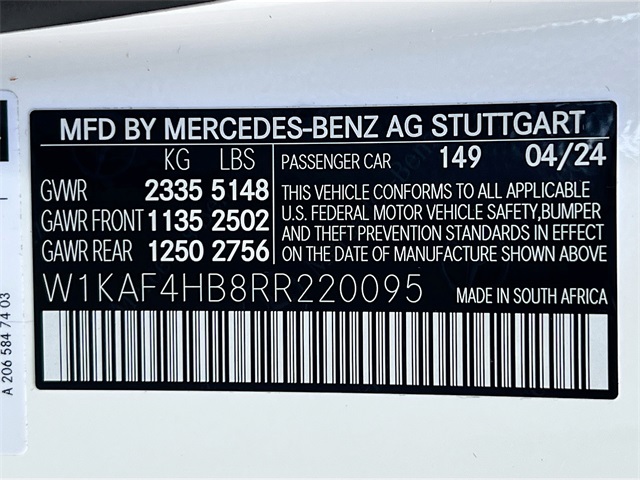 MFD BY MERCEDES-BENZ AG STUTTGART
KG LBS
GVWR 2335 5148
GAWR FRONT 1135 2502
GAWR REAR 1250 2756
PASSENGER CAR 149 04/24
THIS VEHICLE CONFORMS TO ALL APPLICABLE
U.S. FEDERAL MOTOR VEHICLE SAFETY,BUMPER
AND THEFT PREVENTION STANDARDS IN EFFECT
ON THE DATE OF MANUFACTURE SHOWN ABOVE.
W1KAF4HB8RR220095 MADE IN SOUTH AFRICA
A 206 584 74 03